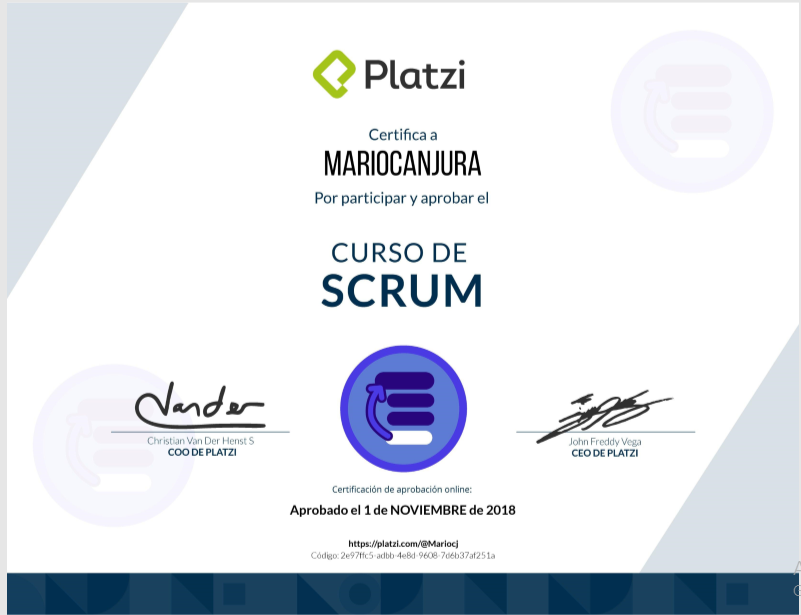 Platzi
Certifica a
MARIOCANJURA
Por participar y aprobar el
CURSO DE
SCRUM
Vander
Christian Van Der Henst S
COO DE PLATZI
John Freddy Vega
CEO DE PLATZI
Certificación de aprobación online:
Aprobado el 1 de NOVIEMBRE de 2018
https://platzi.com/@Mariocj
Código: 2e97ffc5-adbb-4e8d-9608-7d6b37af251a